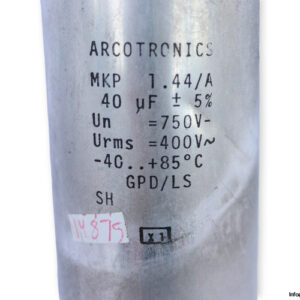 ARCOTRONICS
MKP 1.44/A
40 µF ± 5%
Un =750V-
Urms =400V~
-40..+85°C
GPD/LS
SH
X1